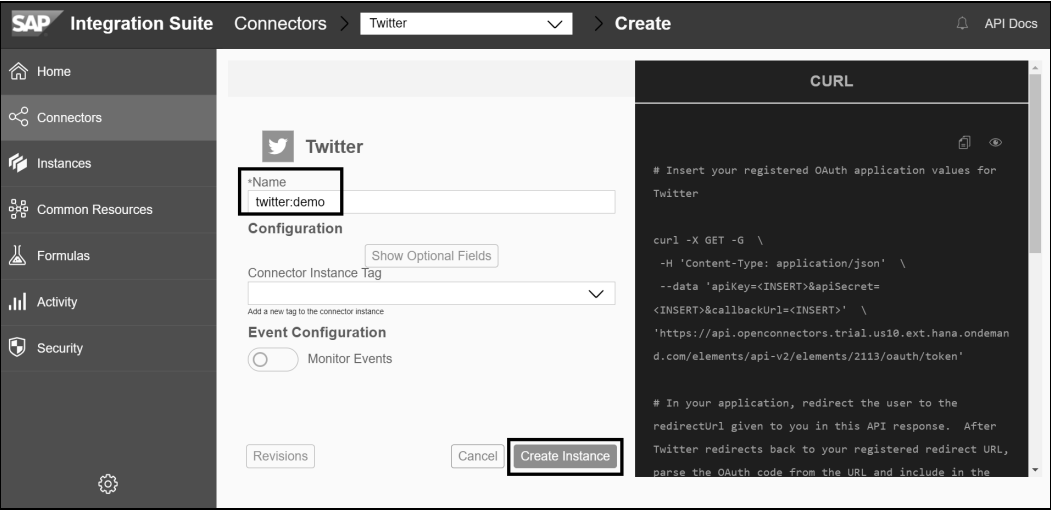 SAP Integration Suite Connectors > Twitter > Create API Docs
Home
Connectors
Instances
Common Resources
Formulas
Activity
Security
Twitter
*Name
twitter:demo
Configuration
Show Optional Fields
Connector Instance Tag
Add a new tag to the connector instance
Event Configuration
Monitor Events
Revisions Cancel Create Instance
CURL
# Insert your registered OAuth application values for
Twitter
curl -X GET -G \
-H 'Content-Type: application/json' \
--data 'apiKey=<INSERT>&apiSecret=
<INSERT>&callbackUrl=<INSERT>' \
'https://api.openconnectors.trial.us10.ext.hana.ondeman
d.com/elements/api-v2/elements/2113/oauth/token'
# In your application, redirect the user to the
redirectUrl given to you in this API response. After
Twitter redirects back to your registered redirect URL,
parse the OAuth code from the URL and include in the